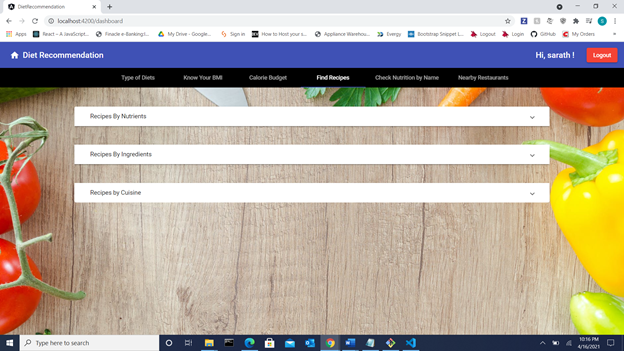 DietRecommendation
localhost:4200/dashboard
Apps React – A JavaScript... Finacle e-Banking:l... My Drive - Google... Sign in How to Host your s... Appliance Warehou... Evergy Bootstrap Snippet |... Logout Login GitHub My Orders »
Diet Recommendation Hi, sarath ! Logout
Type of Diets Know Your BMI Calorie Budget Find Recipes Check Nutrition by Name Nearby Restaurants
Recipes By Nutrients
Recipes By Ingredients
Recipes by Cuisine
Type here to search
10:16 PM
4/16/2021